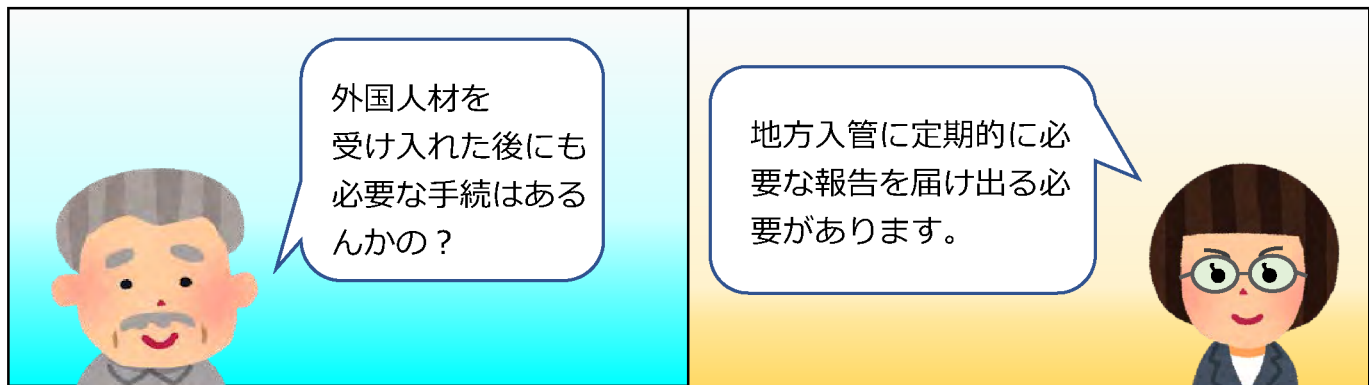 外国人材を
受け入れた後にも
必要な手続はある
んかの？
地方入管に定期的に必
要な報告を届け出る必
要があります。